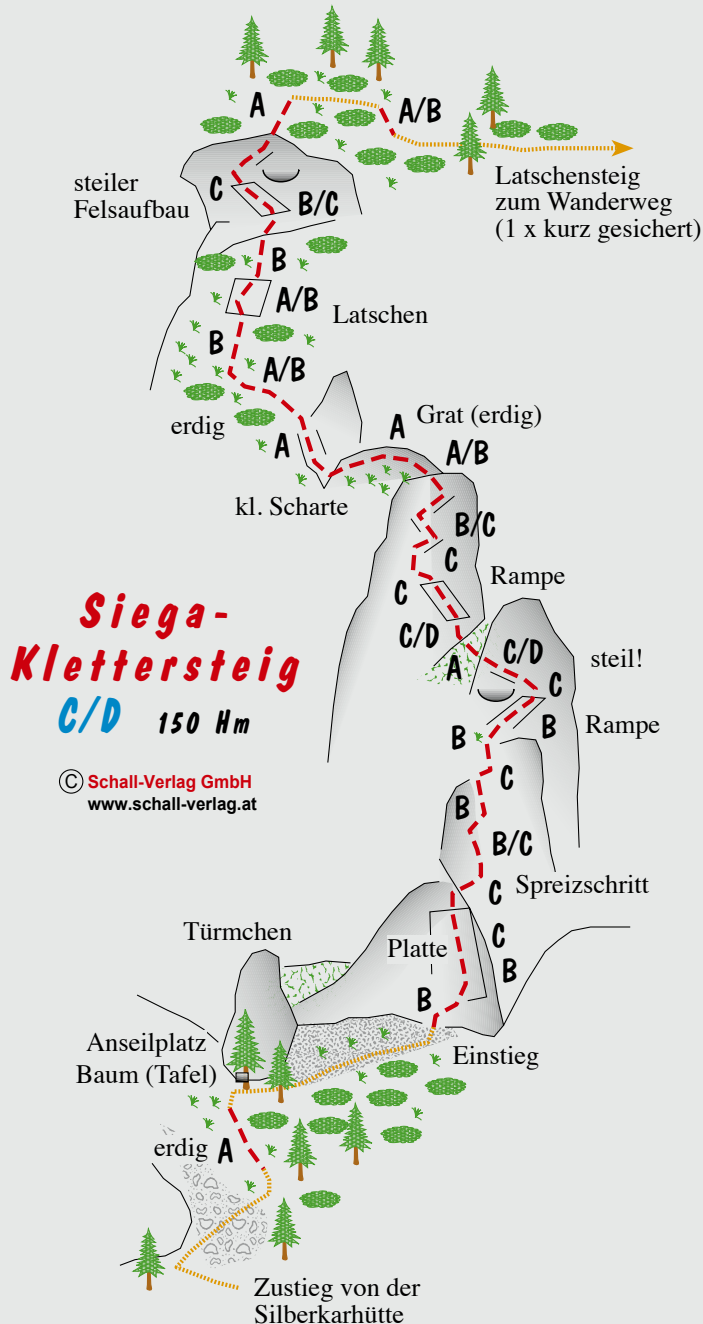 A
A/B
Latschensteig
zum Wanderweg
(1 x kurz gesichert)
steiler
Felsaufbau
C
B/C
B
A/B
Latschen
B
A/B
erdig
A
A
Grat (erdig)
A/B
kl. Scharte
B/C
C
Rampe
C
C/D
A
C/D
steil!
C
B
B
Rampe
Siega-
Klettersteig
C/D 150 Hm
© Schall-Verlag GmbH
www.schall-verlag.at
C
B
B/C
C
Spreizschritt
Türmchen
Platte
C
B
B
Anseilplatz
Baum (Tafel)
Einstieg
erdig
A
Zustieg von der
Silberkarhütte